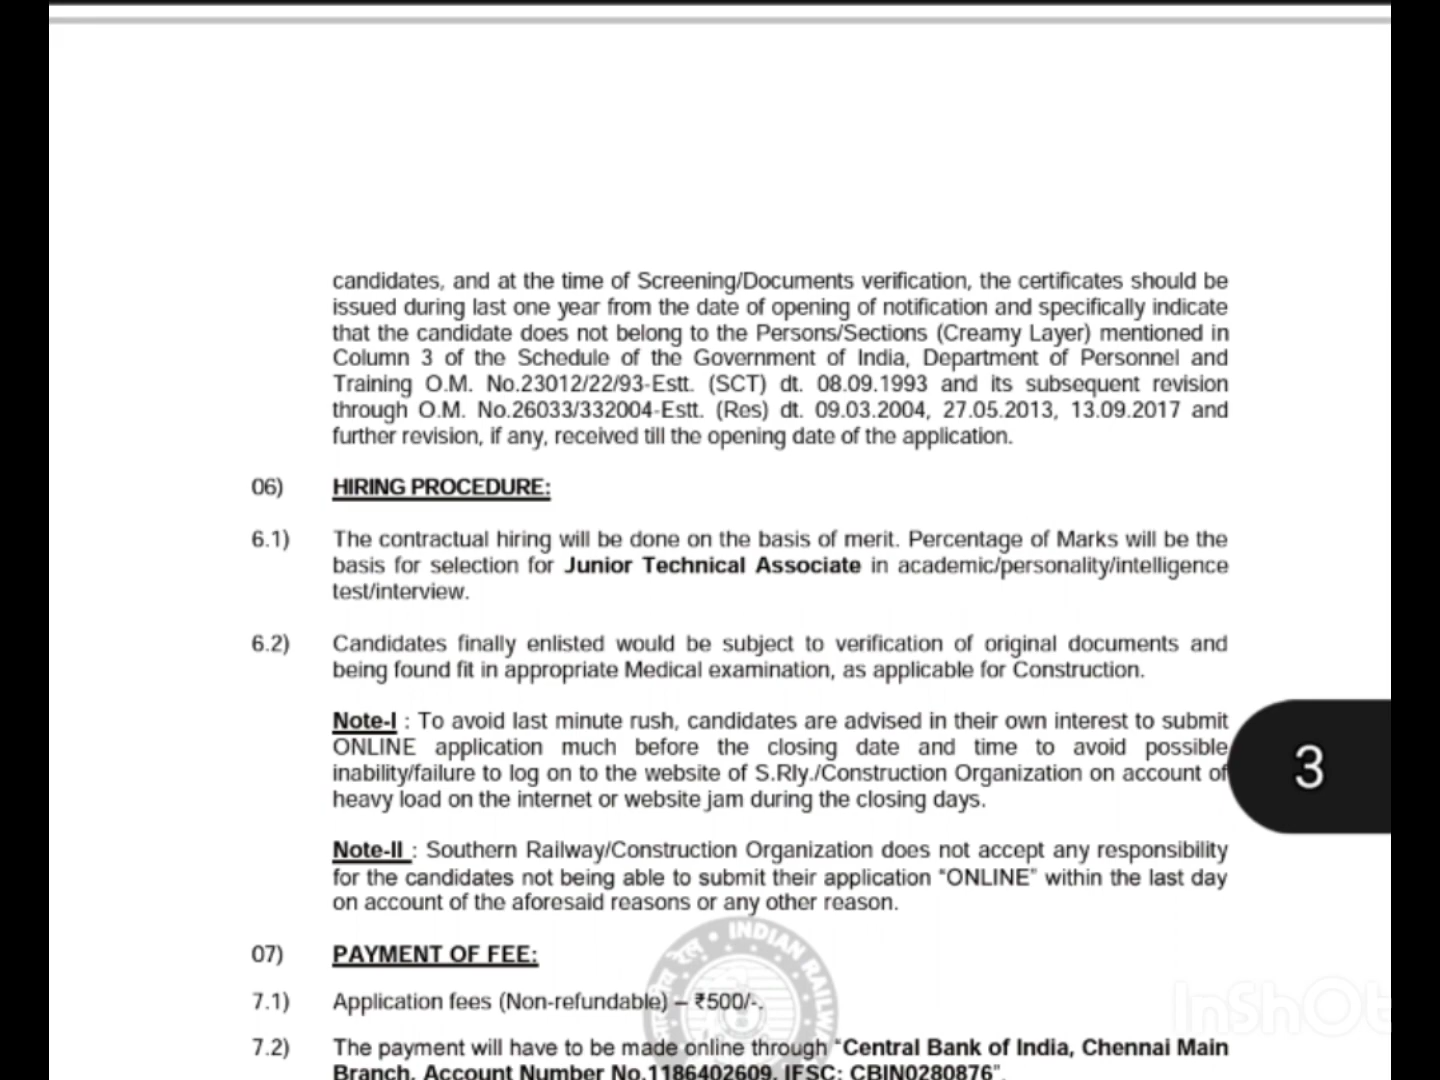 candidates, and at the time of Screening/Documents verification, the certificates should be
issued during last one year from the date of opening of notification and specifically indicate
that the candidate does not belong to the Persons/Sections (Creamy Layer) mentioned in
Column 3 of the Schedule of the Government of India, Department of Personnel and
Training O.M. No.23012/22/93-Estt. (SCT) dt. 08.09.1993 and its subsequent revision
through O.M. No.26033/332004-Estt. (Res) dt. 09.03.2004, 27.05.2013, 13.09.2017 and
further revision, if any, received till the opening date of the application.
06) HIRING PROCEDURE:
6.1) The contractual hiring will be done on the basis of merit. Percentage of Marks will be the
basis for selection for Junior Technical Associate in academic/personality/intelligence
test/interview.
6.2) Candidates finally enlisted would be subject to verification of original documents and
being found fit in appropriate Medical examination, as applicable for Construction.
Note-I : To avoid last minute rush, candidates are advised in their own interest to submit
ONLINE application much before the closing date and time to avoid possible
inability/failure to log on to the website of S.Rly./Construction Organization on account of
heavy load on the internet or website jam during the closing days.
3
Note-II : Southern Railway/Construction Organization does not accept any responsibility
for the candidates not being able to submit their application "ONLINE" within the last day
on account of the aforesaid reasons or any other reason.
07) PAYMENT OF FEE:
7.1) Application fees (Non-refundable) – ₹500/-.
7.2) The payment will have to be made online through "Central Bank of India, Chennai Main
Branch, Account Number No.1186402609, IFSC: CBIN0280876".
INDIAN RAILW
InShOt